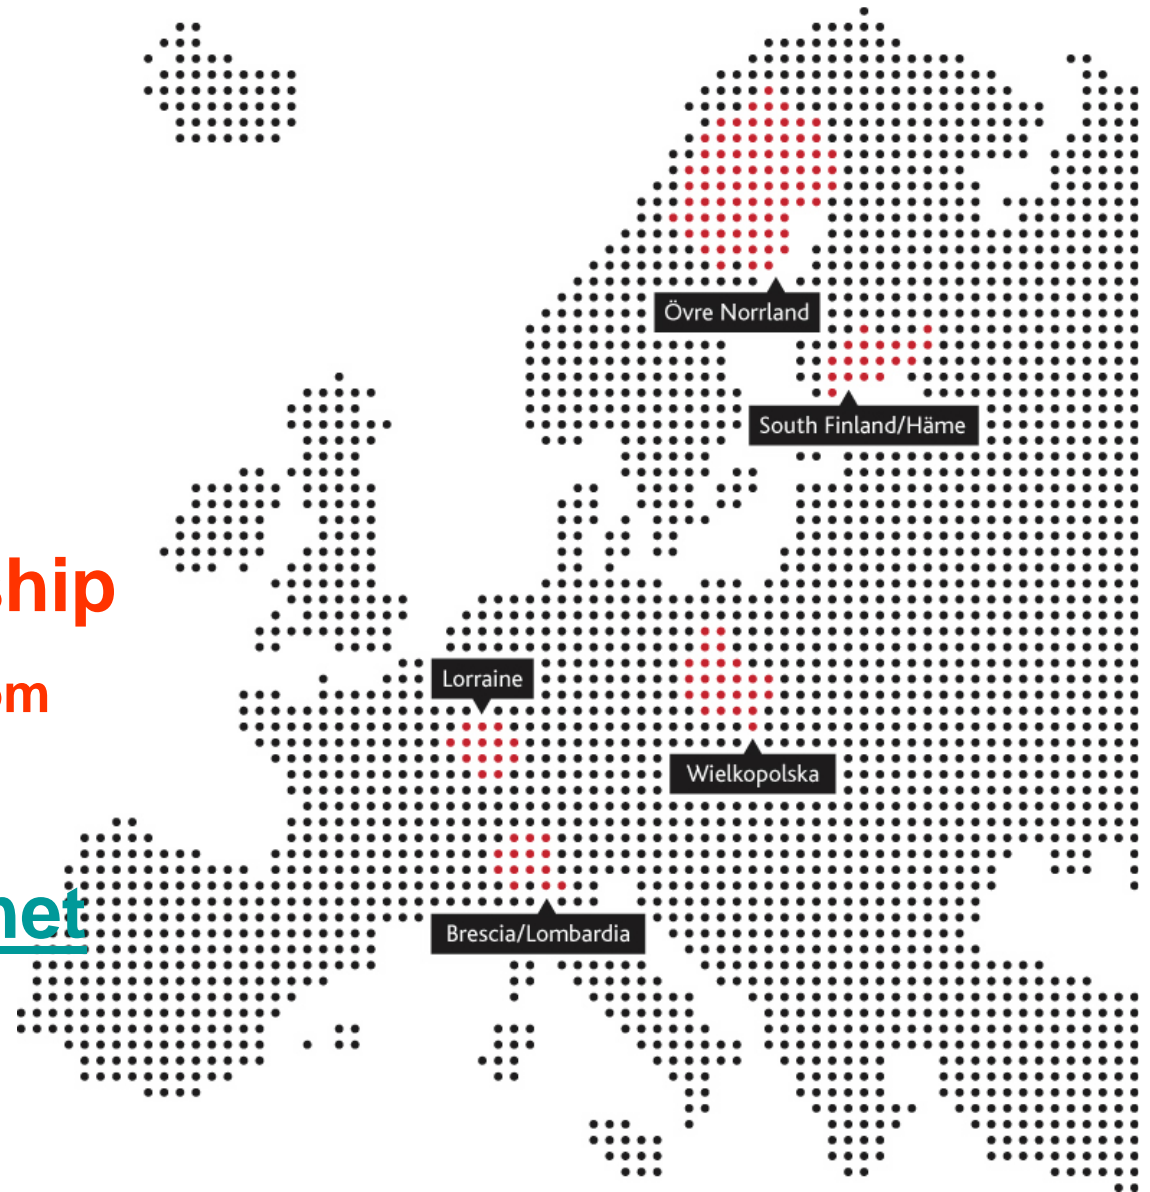 Övre Norrland
South Finland/Häme
ship
om
Lorraine
Wielkopolska
net
Brescia/Lombardia